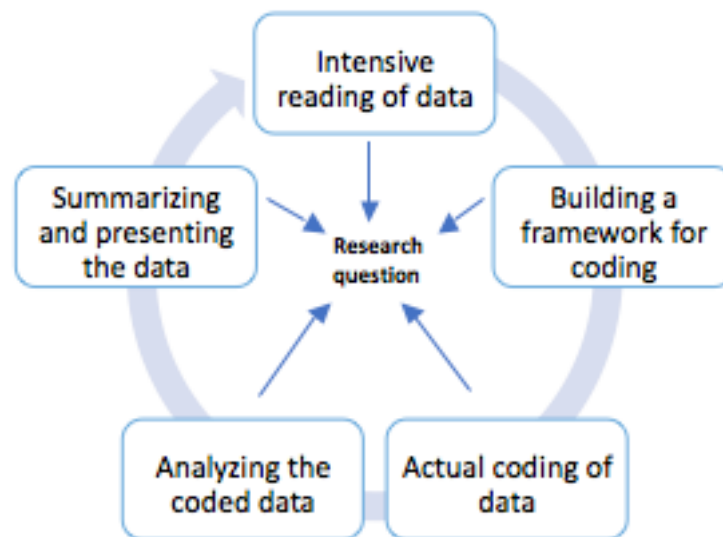 Intensive
reading of data
Building a
framework for
coding
Actual coding of
data
Analyzing the
coded data
Summarizing
and presenting
the data
Research
question